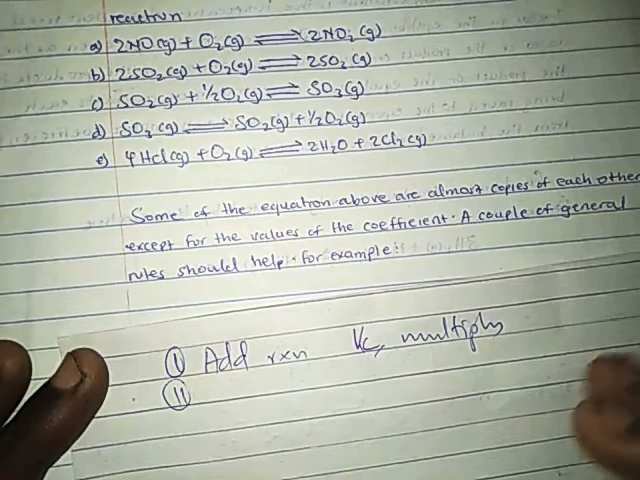 reaction
a) 2NO(g) + O₂(g) ⇌ 2NO₂(g)
b) 2SO₂(g) + O₂(g) ⇌ 2SO₂(g)
c) SO₂(g) + ½O₂(g) ⇌ SO₃(g)
d) SO₃(g) ⇌ SO₂(g) + ½O₂(g)
e) 4Hcl(g) + O₂(g) ⇌ 2H₂O + 2Cl₂(g)
Some of the equation above are almost copies of each other
except for the values of the coefficient. A couple of general
rules should help. for example:
(I) Add rxn Kc, multiply
(II)